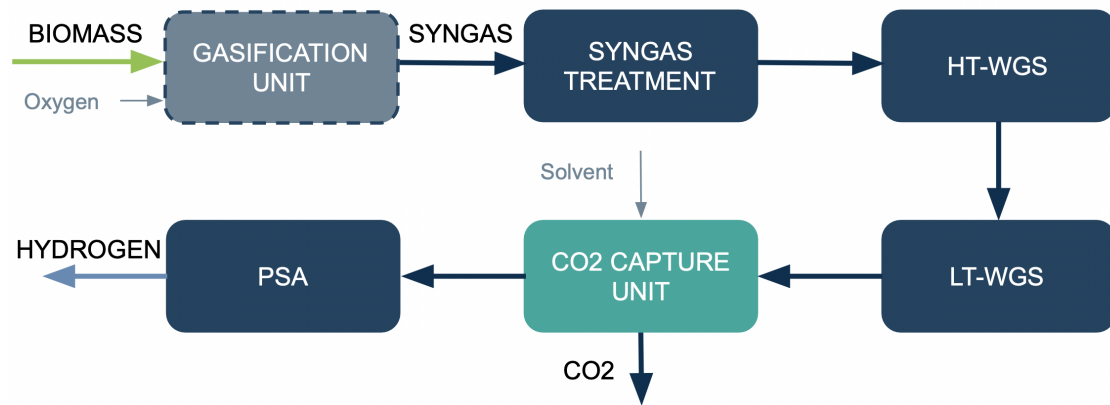 BIOMASS
Oxygen
GASIFICATION
UNIT
SYNGAS
SYNGAS
TREATMENT
HT-WGS
LT-WGS
Solvent
CO2 CAPTURE
UNIT
CO2
PSA
HYDROGEN